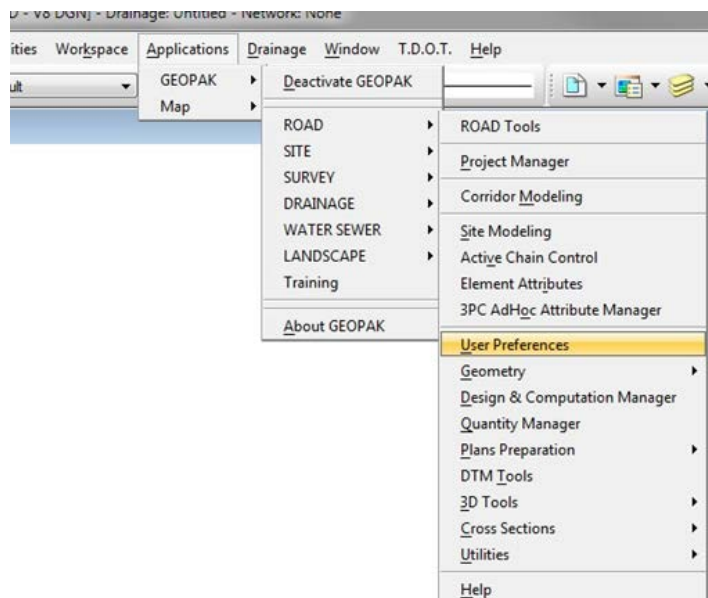 D - V8 DGN] - Drainage: Untitled - Network: None
ities Workspace Applications Drainage Window T.D.O.T. Help
ult
GEOPAK
Map
Deactivate GEOPAK
ROAD
SITE
SURVEY
DRAINAGE
WATER SEWER
LANDSCAPE
Training
About GEOPAK
ROAD Tools
Project Manager
Corridor Modeling
Site Modeling
Active Chain Control
Element Attributes
3PC AdHoc Attribute Manager
User Preferences
Geometry
Design & Computation Manager
Quantity Manager
Plans Preparation
DTM Tools
3D Tools
Cross Sections
Utilities
Help